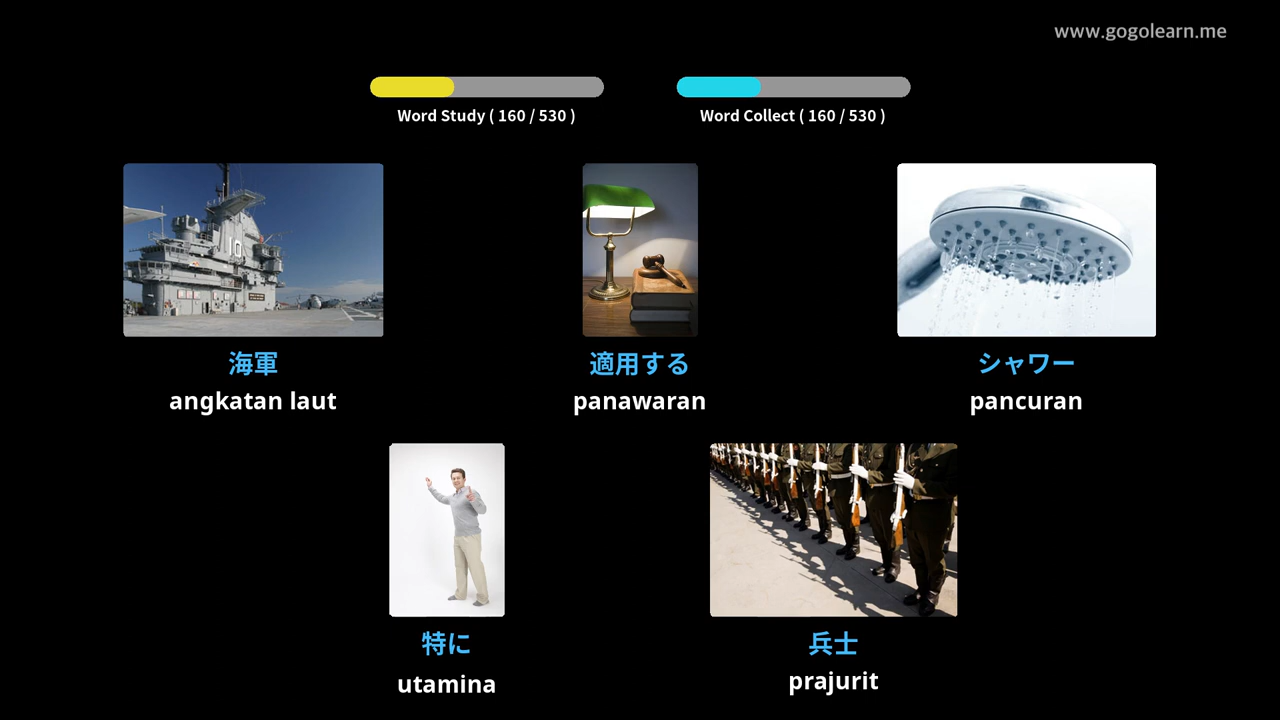 www.gogolearn.me
Word Study ( 160 / 530 )
Word Collect ( 160 / 530 )
海軍
angkatan laut
適用する
panawaran
シャワー
pancuran
特に
utamina
兵士
prajurit